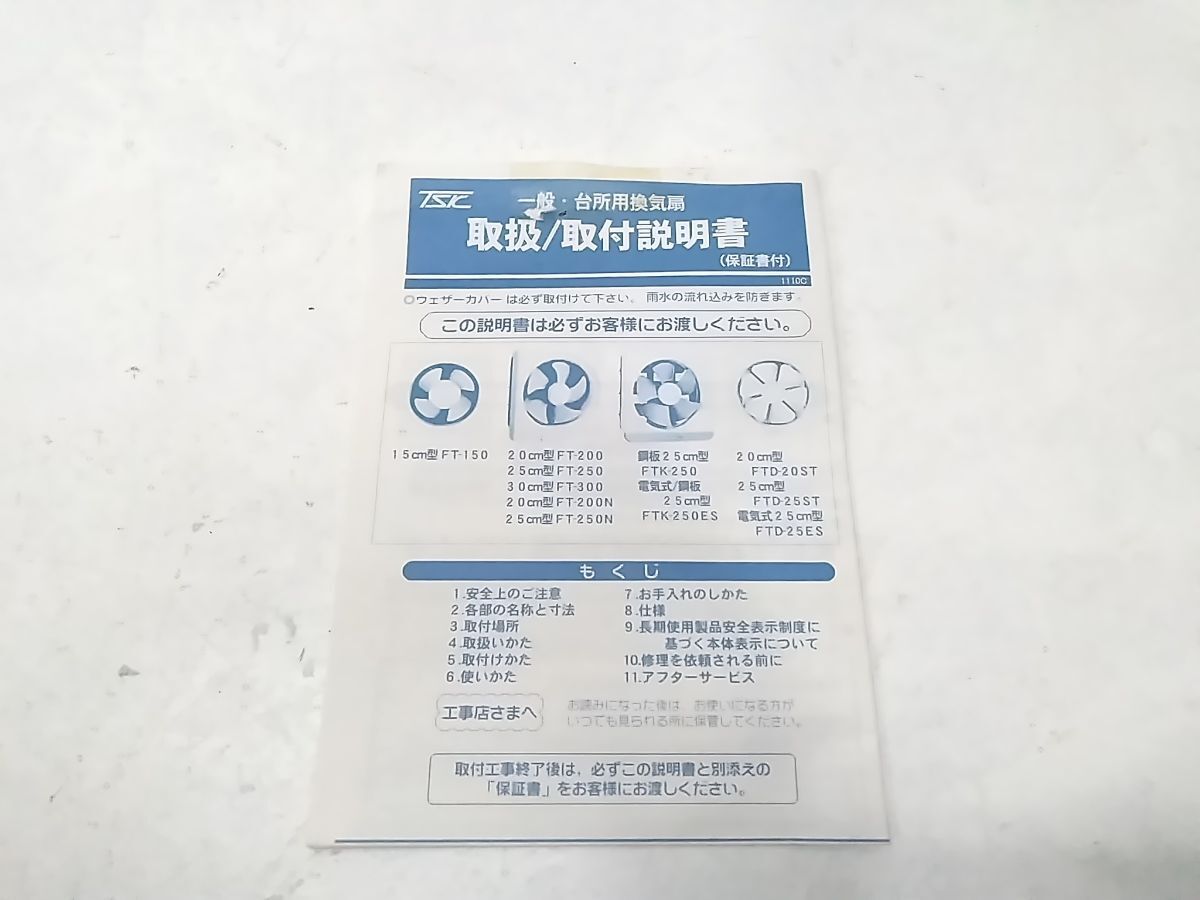 TSK
一般・台所用換気扇
取扱/取付説明書
(保証書付)
1110C
◎ウェザーカバーは必ず取付けて下さい。雨水の流れ込みを防ぎます。
この説明書は必ずお客様にお渡しください。
15cm型 FT-150
20cm型 FT-200
25cm型 FT-250
30cm型 FT-300
20cm型 FT-200N
25cm型 FT-250N
鋼板25cm型
FTK-250
電気式/鋼板
25cm型
FTK-250ES
20cm型
FTD-20ST
25cm型
FTD-25ST
電気式25cm型
FTD-25ES
もくじ
1.安全上のご注意
2.各部の名称と寸法
3.取付場所
4.取扱いかた
5.取付けかた
6.使いかた
7.お手入れのしかた
8.仕様
9.長期使用製品安全表示制度に
基づく本体表示について
10.修理を依頼される前に
11.アフターサービス
工事店さまへ
お読みになった後は、お使いになる方が
いつでも見られる所に保管してください。
取付工事終了後は、必ずこの説明書と別添えの
「保証書」をお客様にお渡しください。